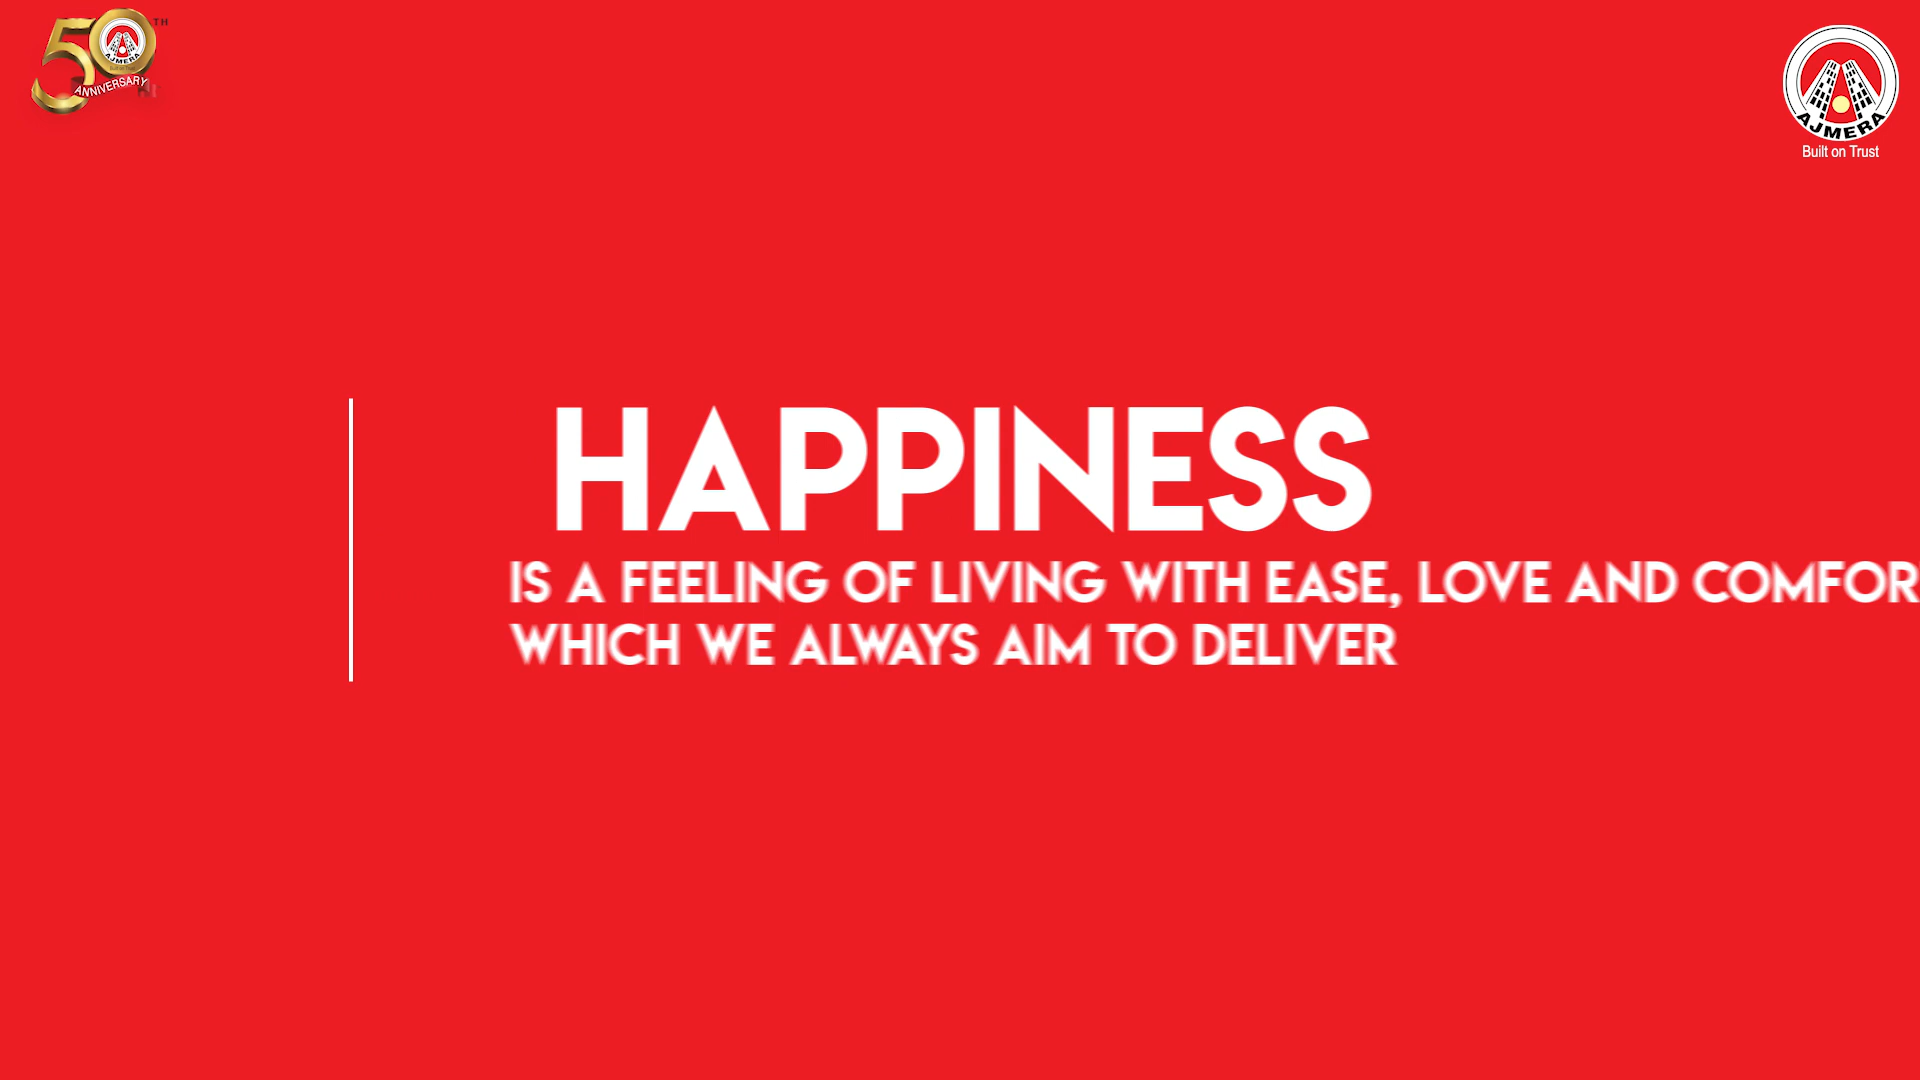 50TH
AJMERA
ANNIVERSARY
AJMERA
Built on Trust
HAPPINESS
IS A FEELING OF LIVING WITH EASE, LOVE AND COMFOR
WHICH WE ALWAYS AIM TO DELIVER